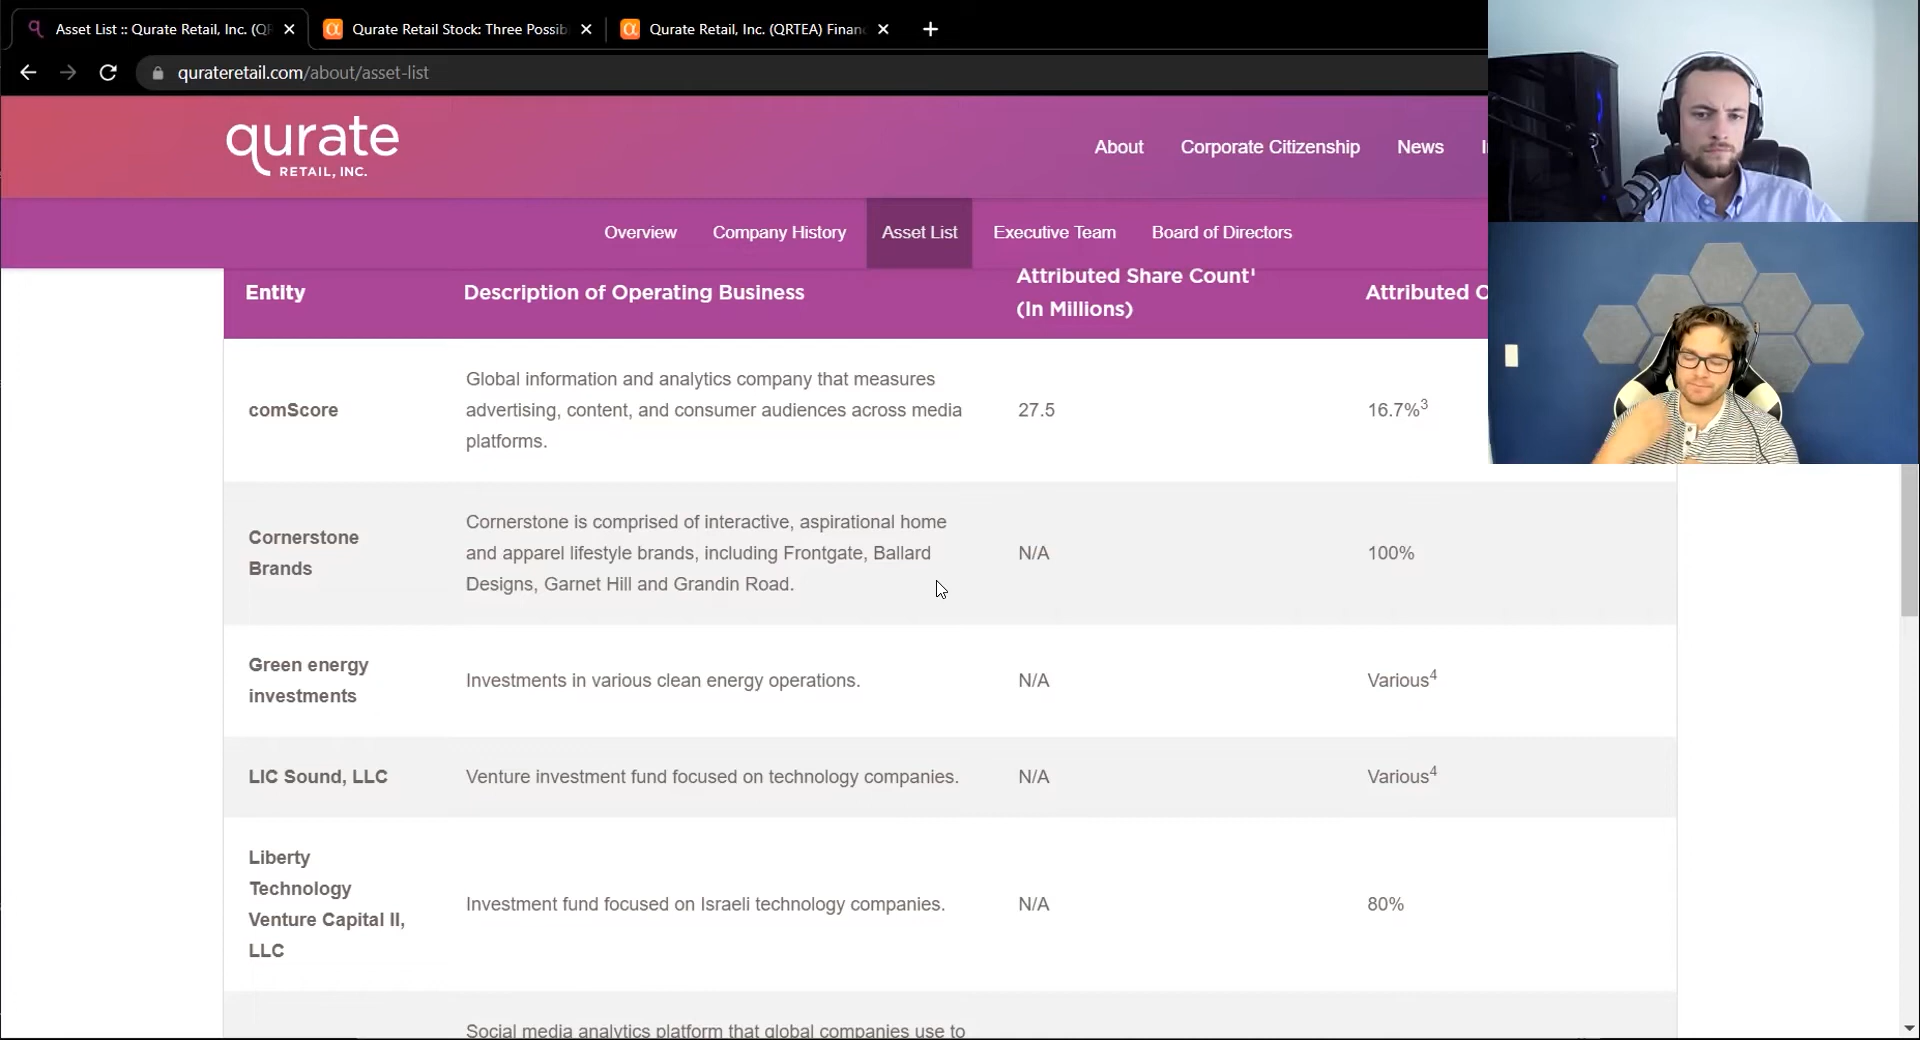 Asset List :: Qurate Retail, Inc. (QR
Qurate Retail Stock: Three Possib
Qurate Retail, Inc. (QRTEA) Financ
qurateretail.com/about/asset-list
qurate
RETAIL, INC.
About
Corporate Citizenship
News
Overview
Company History
Asset List
Executive Team
Board of Directors
Entity
Description of Operating Business
Attributed Share Count¹
(In Millions)
Attributed O
comScore
Global information and analytics company that measures
advertising, content, and consumer audiences across media
platforms.
27.5
16.7%³
Cornerstone
Brands
Cornerstone is comprised of interactive, aspirational home
and apparel lifestyle brands, including Frontgate, Ballard
Designs, Garnet Hill and Grandin Road.
N/A
100%
Green energy
investments
Investments in various clean energy operations.
N/A
Various⁴
LIC Sound, LLC
Venture investment fund focused on technology companies.
N/A
Various⁴
Liberty
Technology
Venture Capital II,
LLC
Investment fund focused on Israeli technology companies.
N/A
80%
Social media analytics platform that global companies use to